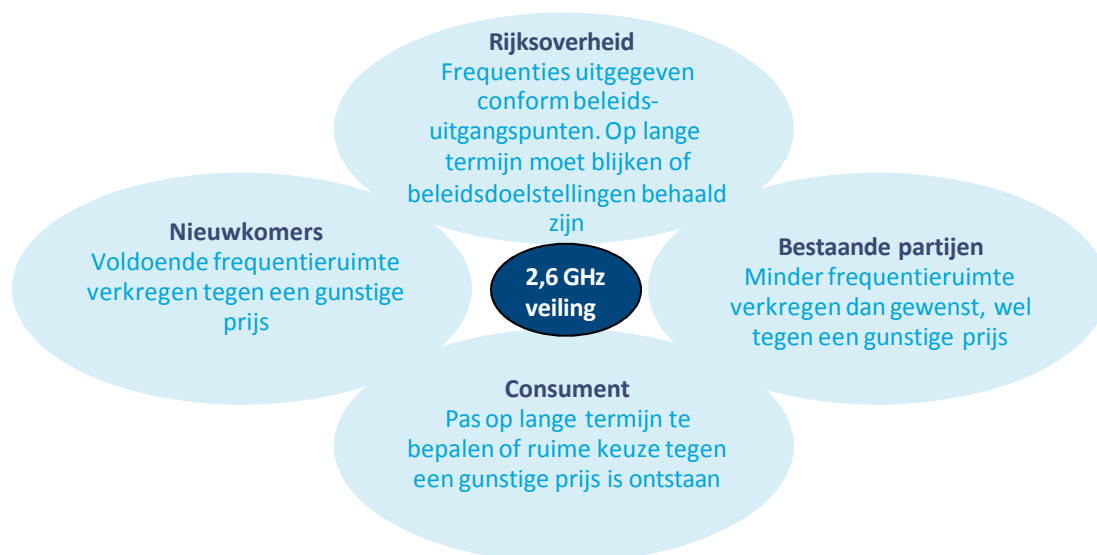 Rijksoverheid
Frequenties uitgegeven
conform beleids-
uitgangspunten. Op lange
termijn moet blijken of
beleidsdoelstellingen behaald
zijn
Nieuwkomers
Voldoende frequentieruimte
verkregen tegen een gunstige
prijs
2,6 GHz
veiling
Bestaande partijen
Minder frequentieruimte
verkregen dan gewenst, wel
tegen een gunstige prijs
Consument
Pas op lange termijn te
bepalen of ruime keuze tegen
een gunstige prijs is ontstaan